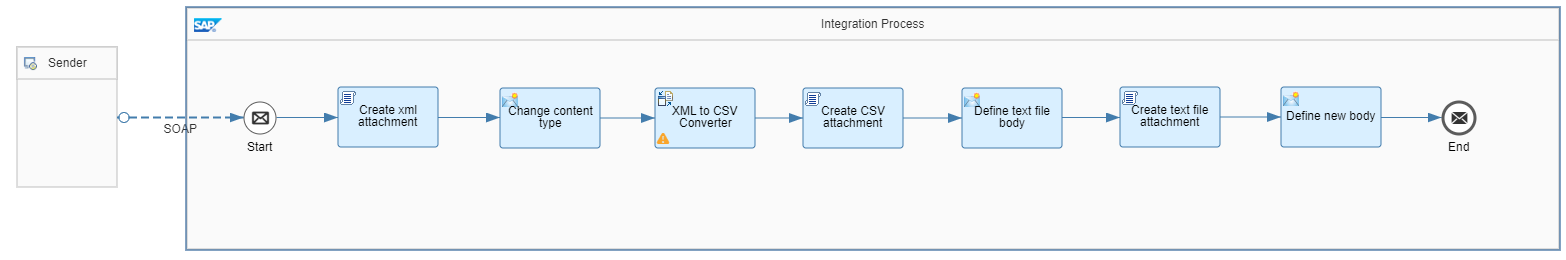 SAP
Integration Process
Sender
SOAP
Start
Create xml
attachment
Change content
type
XML to CSV
Converter
Create CSV
attachment
Define text file
body
Create text file
attachment
Define new body
End